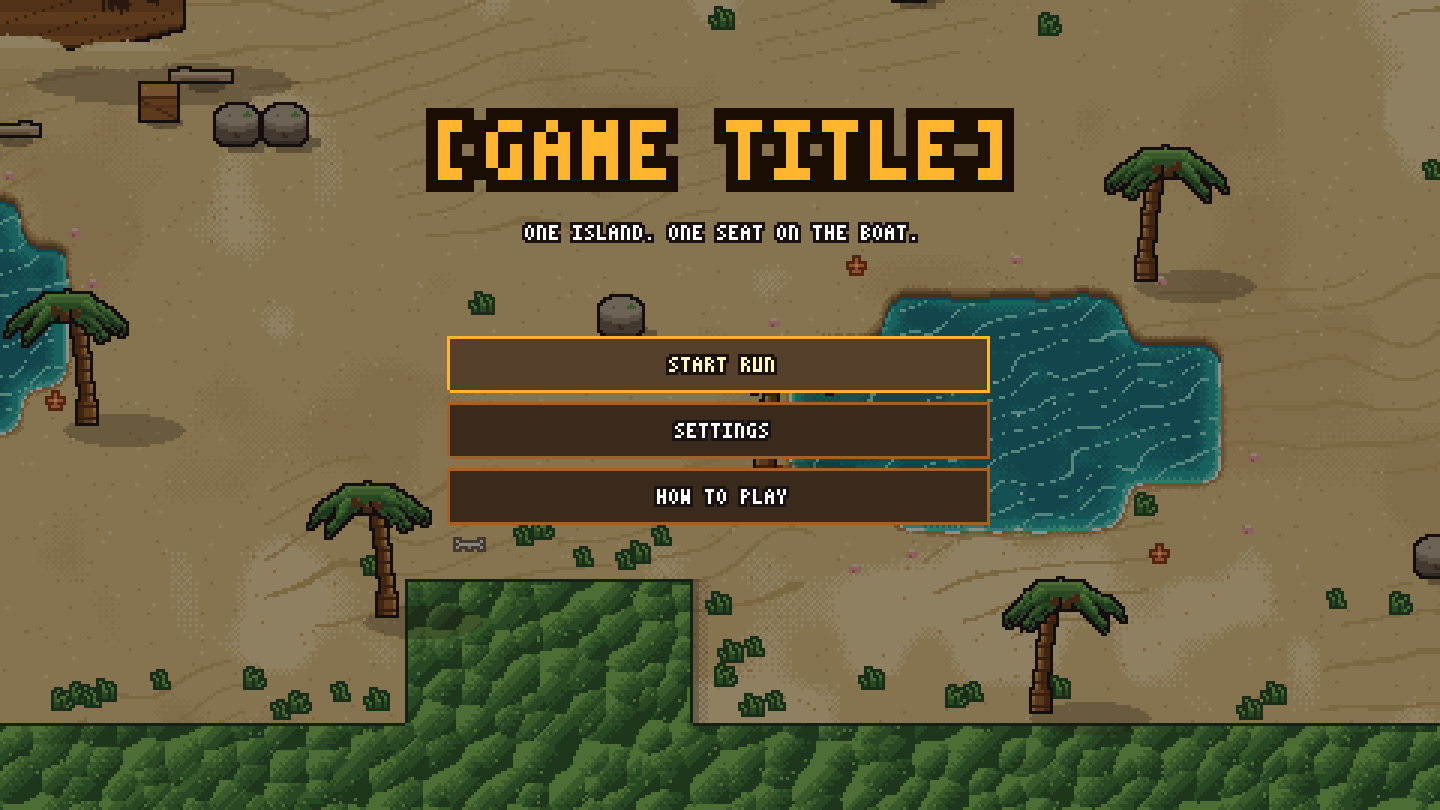 [GAME TITLE]
ONE ISLAND. ONE SEAT ON THE BOAT.
START RUN
SETTINGS
HOW TO PLAY